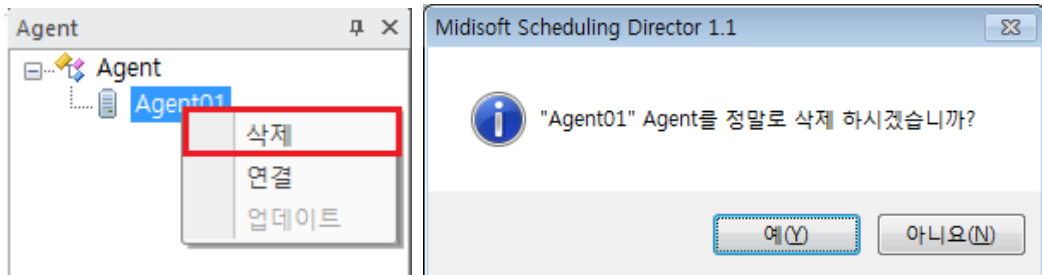 Agent
Agent
Agent01
삭제
연결
업데이트
Midisoft Scheduling Director 1.1
"Agent01" Agent를 정말로 삭제 하시겠습니까?
예(Y)
아니요(N)